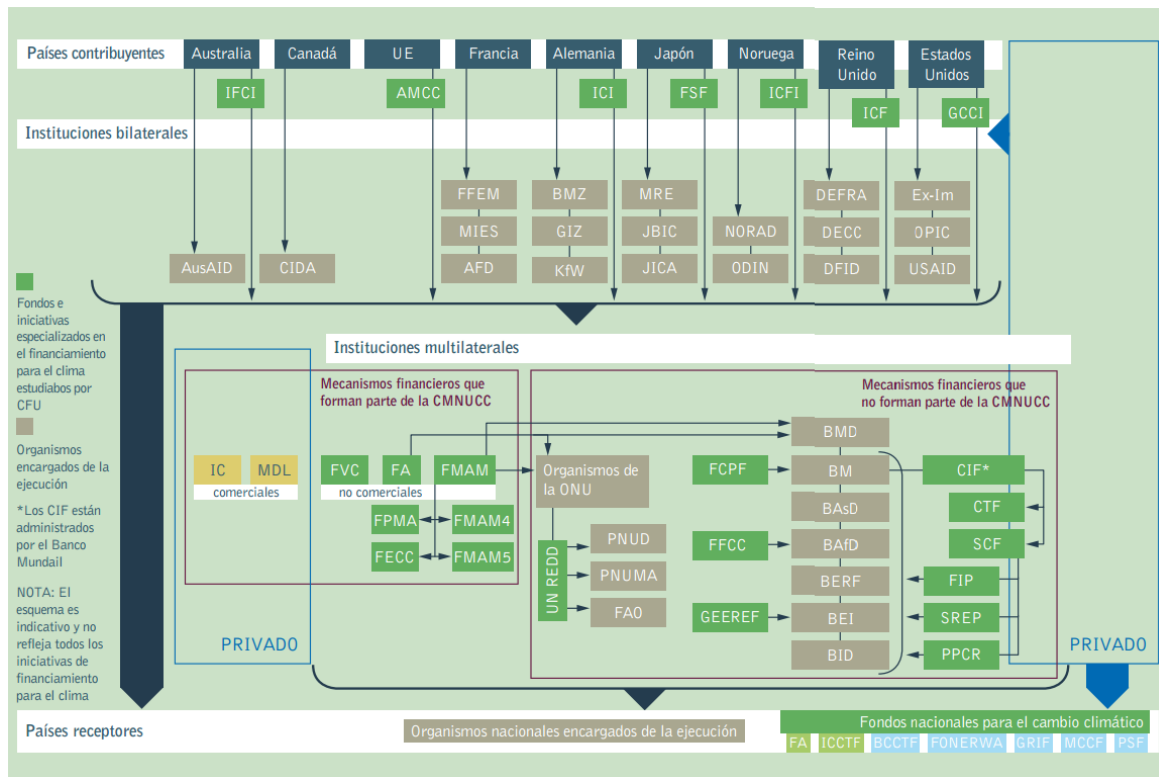 Países contribuyentes
Australia
Canadá
UE
Francia
Alemania
Japón
Noruega
Reino
Unido
Estados
Unidos
IFCI
AMCC
ICI
FSF
ICFI
ICF
GCCI
Instituciones bilaterales
FFEM
BMZ
MRE
DEFRA
Ex-Im
MIES
GIZ
JBIC
NORAD
DECC
OPIC
AusAID
CIDA
AFD
KfW
JICA
ODIN
DFID
USAID
Fondos e
iniciativas
especializados en
el financiamiento
para el clima
estudiabos por
CFU
Organismos
encargados de la
ejecución
*Los CIF están
administrados
por el Banco
Mundail
NOTA: El
esquema es
indicativo y no
refleja todos los
iniciativas de
financiamiento
para el clima
Instituciones multilaterales
Mecanismos financieros que
forman parte de la CMNUCC
IC
MDL
comerciales
FVC
FA
FMAM
no comerciales
FPMA
FMAM4
FECC
FMAM5
PRIVADO
Mecanismos financieros que
no forman parte de la CMNUCC
Organismos de
la ONU
UN REDD
PNUD
PNUMA
FAO
FCPF
FFCC
GEEREF
BMD
BM
BAsD
BAfD
BERF
BEI
BID
CIF*
CTF
SCF
FIP
SREP
PPCR
PRIVADO
Países receptores
Organismos nacionales encargados de la ejecución
Fondos nacionales para el cambio climático
FA
ICCTF
BCCTF
FONERWA
GRIF
MCCF
PSF